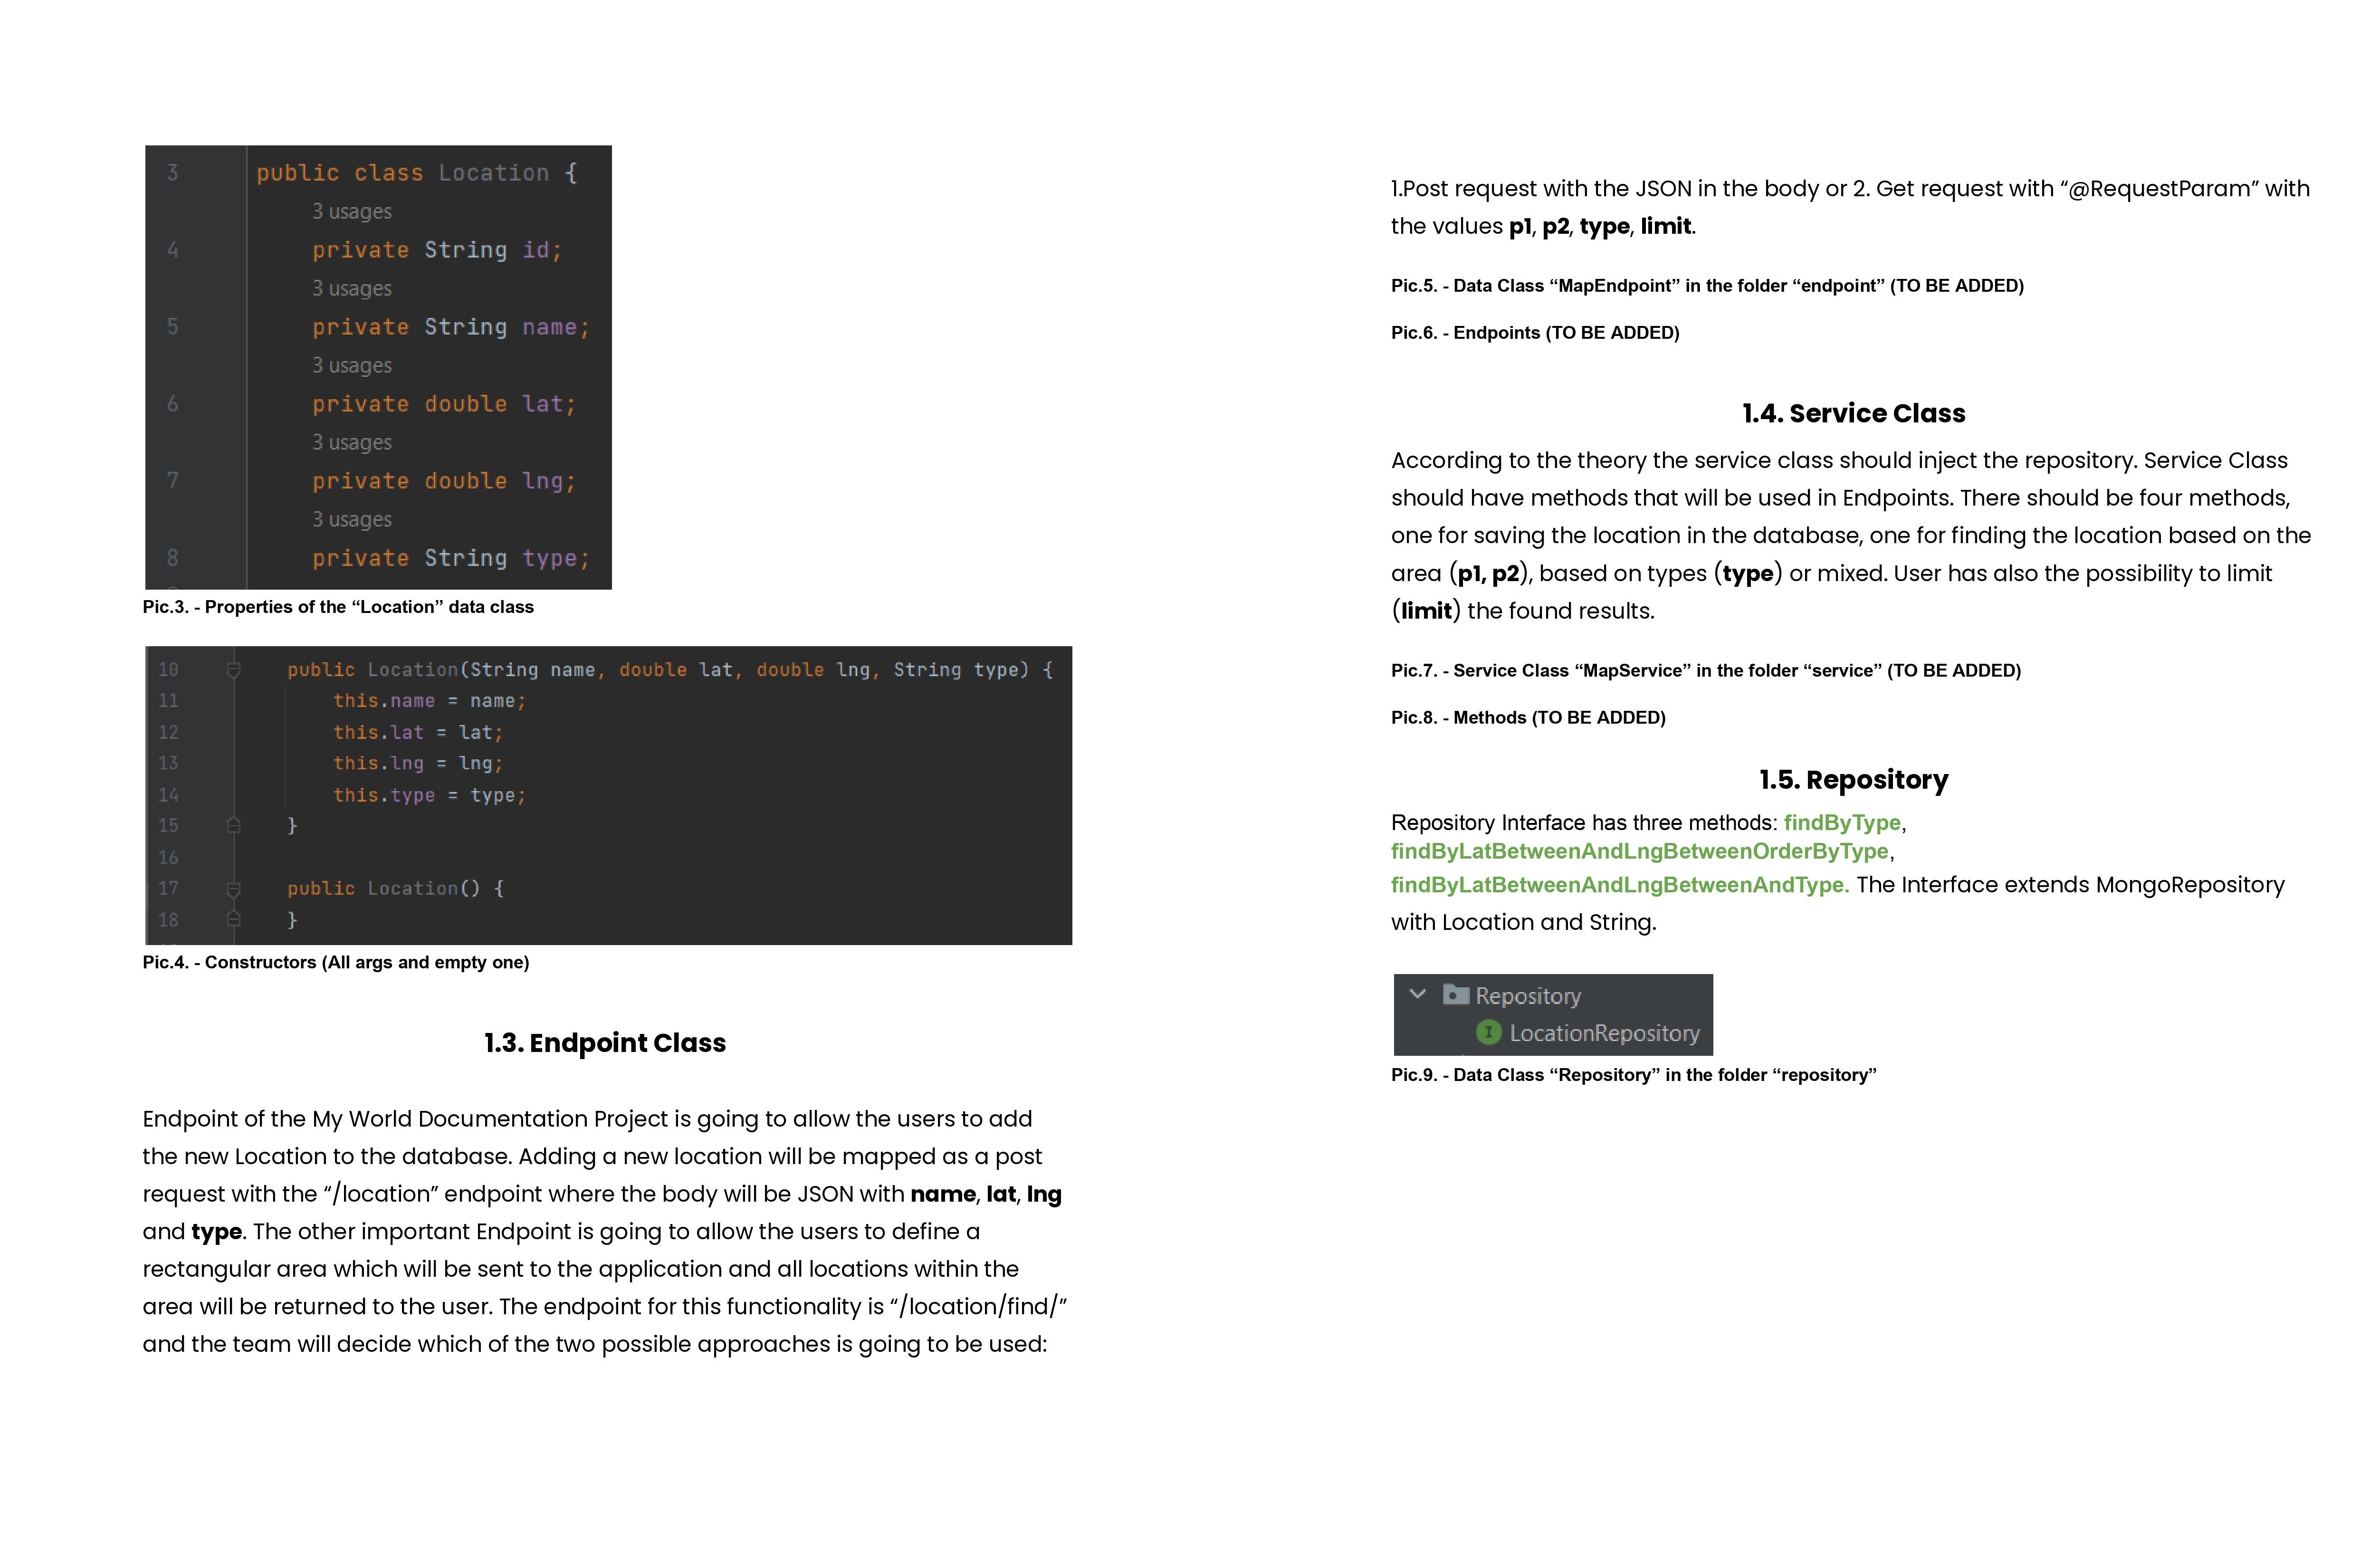 3 public class Location {
3 usages
4 private String id;
3 usages
5 private String name;
3 usages
6 private double lat;
3 usages
7 private double lng;
3 usages
8 private String type;
Pic.3. - Properties of the “Location” data class
10 public Location(String name, double lat, double lng, String type) {
11 this.name = name;
12 this.lat = lat;
13 this.lng = lng;
14 this.type = type;
15 }
16
17 public Location() {
18 }
Pic.4. - Constructors (All args and empty one)
1.3. Endpoint Class
Endpoint of the My World Documentation Project is going to allow the users to add
the new Location to the database. Adding a new location will be mapped as a post
request with the “/location” endpoint where the body will be JSON with name, lat, lng
and type. The other important Endpoint is going to allow the users to define a
rectangular area which will be sent to the application and all locations within the
area will be returned to the user. The endpoint for this functionality is “/location/find/”
and the team will decide which of the two possible approaches is going to be used:
1.Post request with the JSON in the body or 2. Get request with “@RequestParam” with
the values p1, p2, type, limit.
Pic.5. - Data Class “MapEndpoint” in the folder “endpoint” (TO BE ADDED)
Pic.6. - Endpoints (TO BE ADDED)
1.4. Service Class
According to the theory the service class should inject the repository. Service Class
should have methods that will be used in Endpoints. There should be four methods,
one for saving the location in the database, one for finding the location based on the
area (p1, p2), based on types (type) or mixed. User has also the possibility to limit
(limit) the found results.
Pic.7. - Service Class “MapService” in the folder “service” (TO BE ADDED)
Pic.8. - Methods (TO BE ADDED)
1.5. Repository
Repository Interface has three methods: findByType,
findByLatBetweenAndLngBetweenOrderByType,
findByLatBetweenAndLngBetweenAndType. The Interface extends MongoRepository
with Location and String.
Repository
LocationRepository
Pic.9. - Data Class “Repository” in the folder “repository”